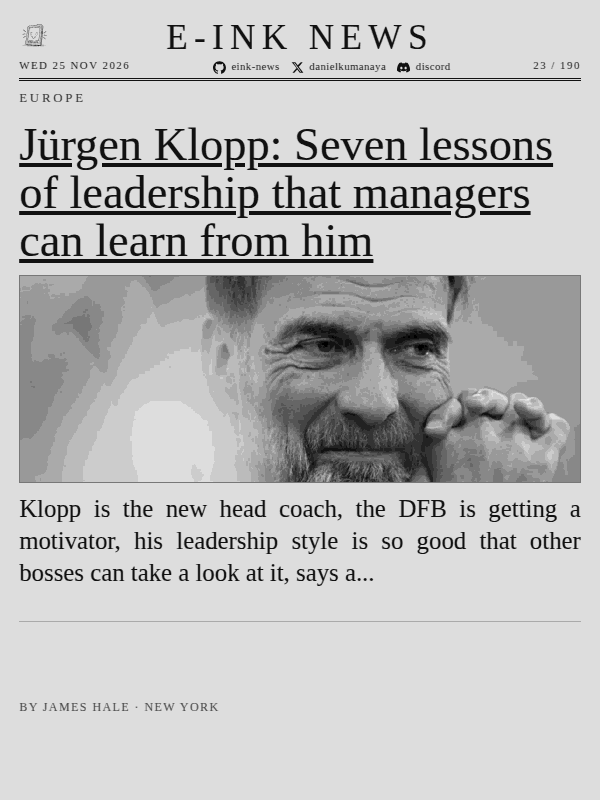 E-INK NEWS
WED 25 NOV 2026
eink-news danielkumanaya discord
23 / 190
EUROPE
Jürgen Klopp: Seven lessons
of leadership that managers
can learn from him
Klopp is the new head coach, the DFB is getting a
motivator, his leadership style is so good that other
bosses can take a look at it, says a...
BY JAMES HALE · NEW YORK